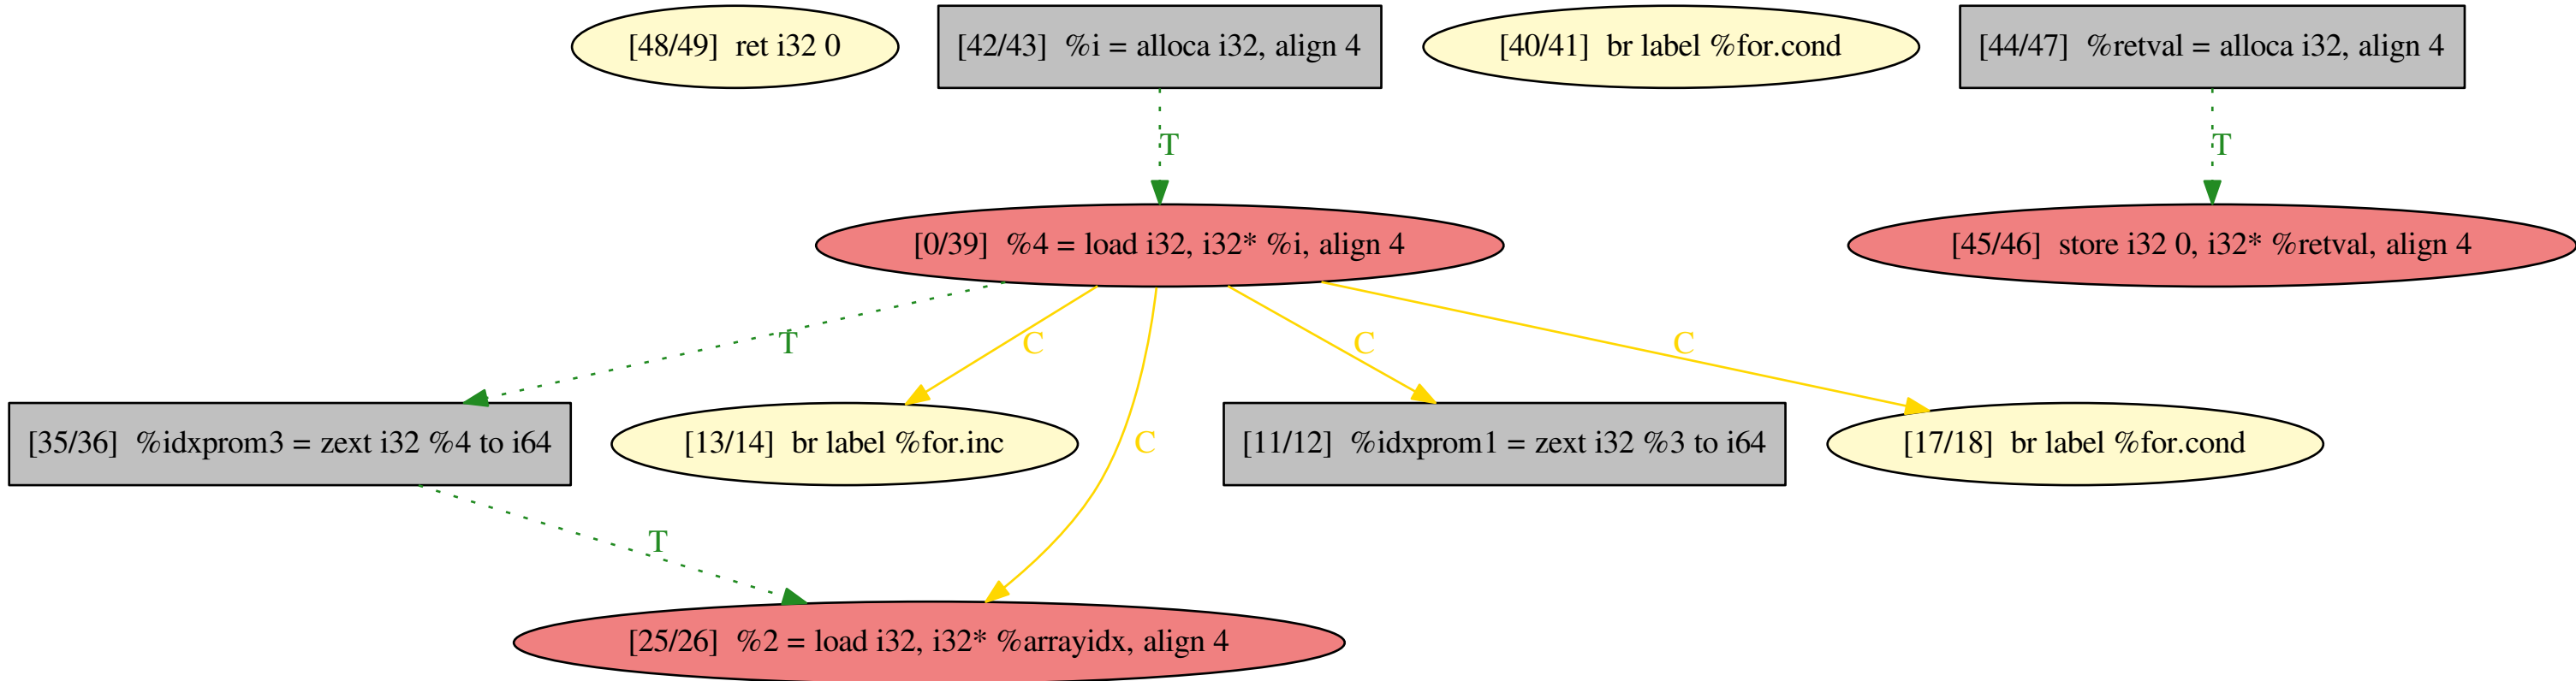 [48/49]  ret i32 0
[42/43]  %i = alloca i32, align 4
[40/41]  br label %for.cond
[44/47]  %retval = alloca i32, align 4
T
T
[0/39]  %4 = load i32, i32* %i, align 4
[45/46]  store i32 0, i32* %retval, align 4
T
C
C
C
[35/36]  %idxprom3 = zext i32 %4 to i64
[13/14]  br label %for.inc
C
[11/12]  %idxprom1 = zext i32 %3 to i64
[17/18]  br label %for.cond
T
[25/26]  %2 = load i32, i32* %arrayidx, align 4